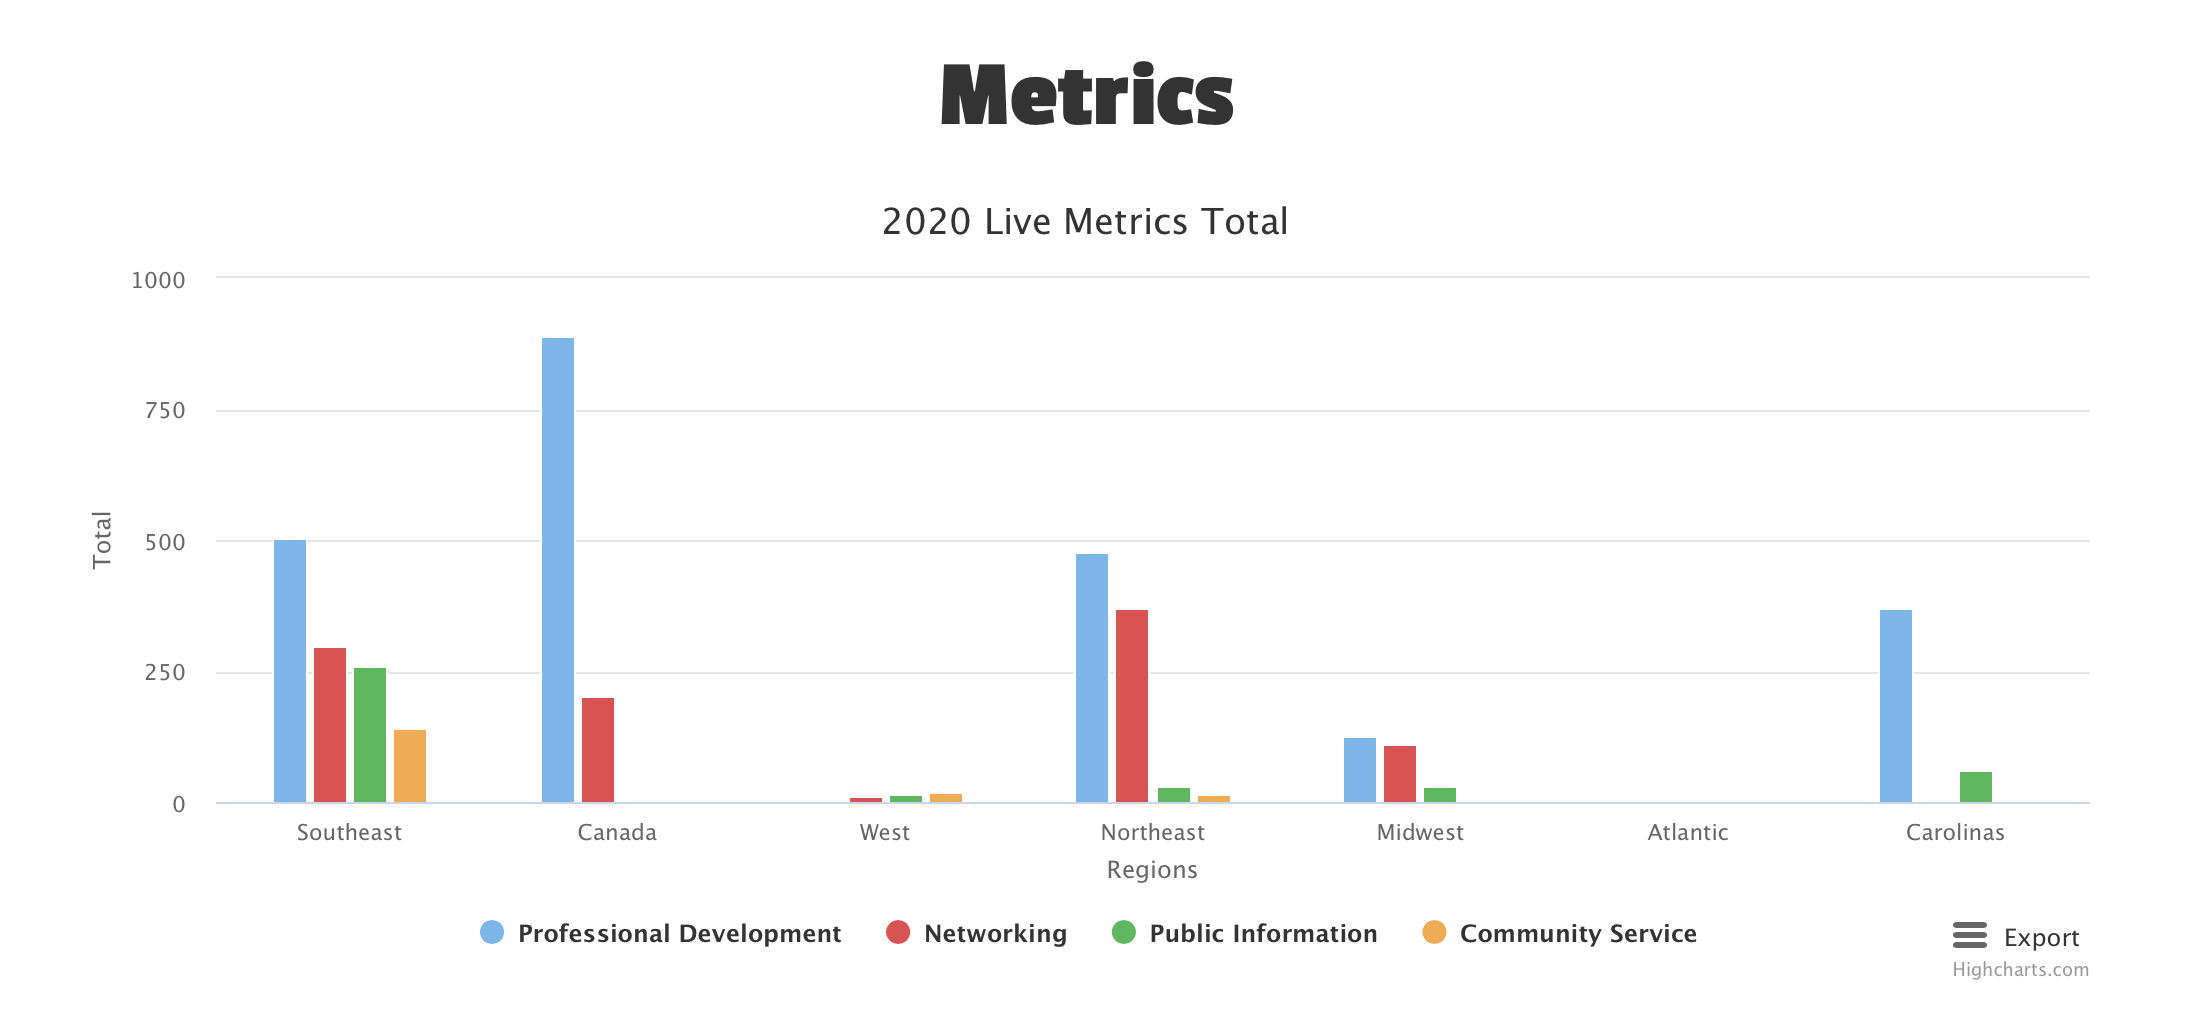 Metrics
2020 Live Metrics Total
1000
750
500
250
0
Total
Southeast Canada West Northeast Midwest Atlantic Carolinas
Regions
Professional Development Networking Public Information Community Service
Export
Highcharts.com